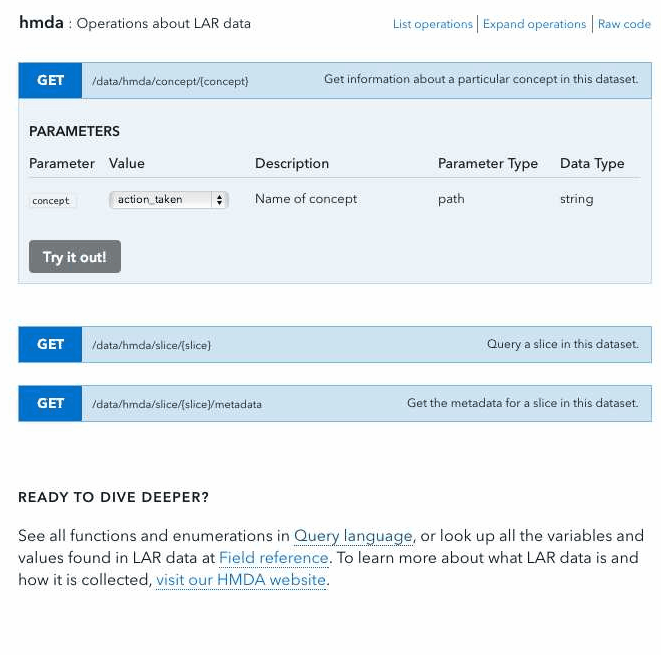 hmda : Operations about LAR data
List operations | Expand operations | Raw code
GET /data/hmda/concept/{concept} Get information about a particular concept in this dataset.
PARAMETERS
Parameter Value Description Parameter Type Data Type
concept action_taken Name of concept path string
Try it out!
GET /data/hmda/slice/{slice} Query a slice in this dataset.
GET /data/hmda/slice/{slice}/metadata Get the metadata for a slice in this dataset.
READY TO DIVE DEEPER?
See all functions and enumerations in Query language, or look up all the variables and
values found in LAR data at Field reference. To learn more about what LAR data is and
how it is collected, visit our HMDA website.